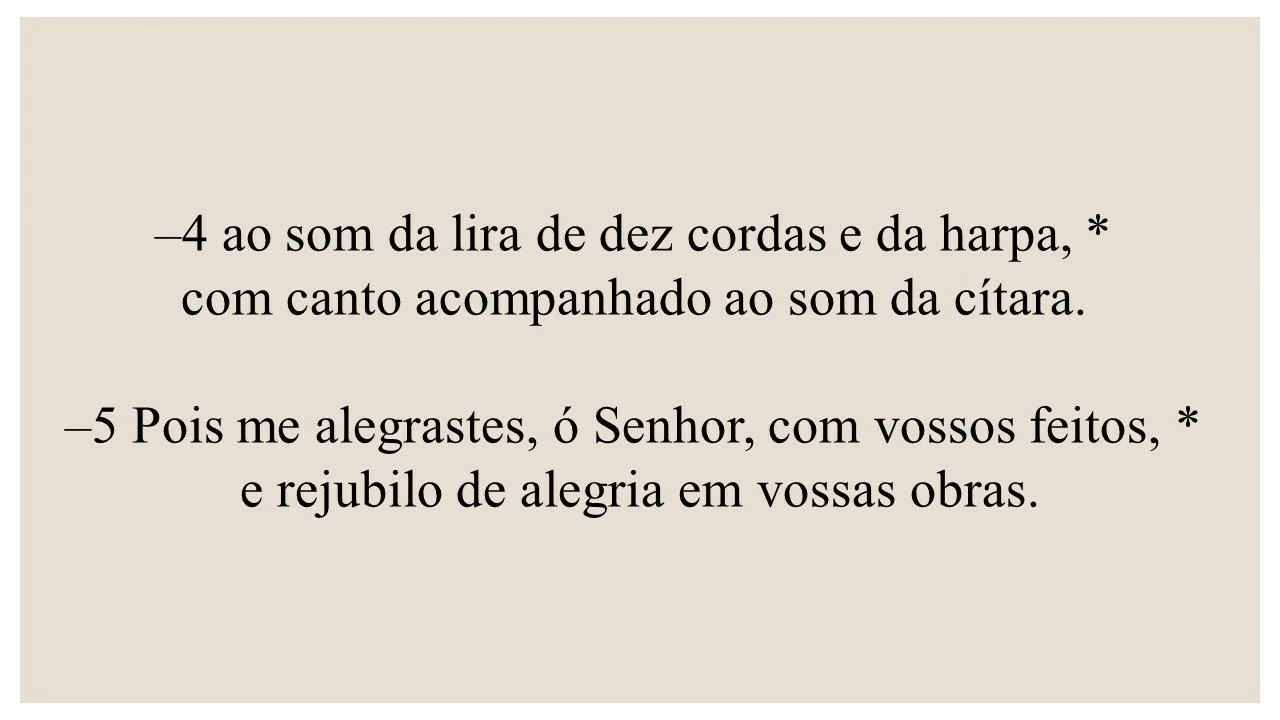 –4 ao som da lira de dez cordas e da harpa, *
com canto acompanhado ao som da cítara.
–5 Pois me alegrastes, ó Senhor, com vossos feitos, *
e rejubilo de alegria em vossas obras.